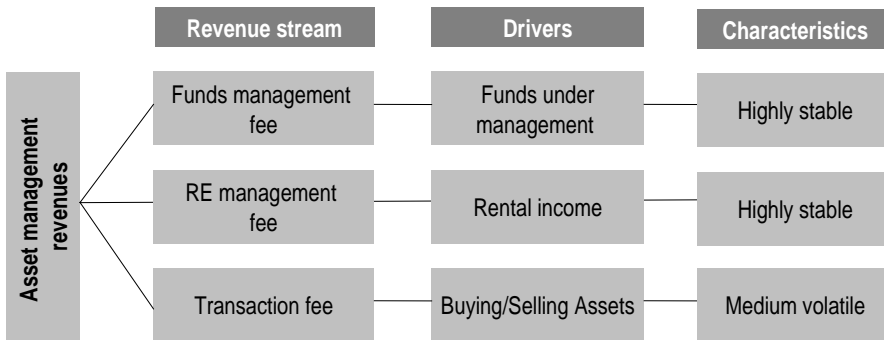 Revenue stream
Drivers
Characteristics
Asset management
revenues
Funds management
fee
Funds under
management
Highly stable
RE management
fee
Rental income
Highly stable
Transaction fee
Buying/Selling Assets
Medium volatile